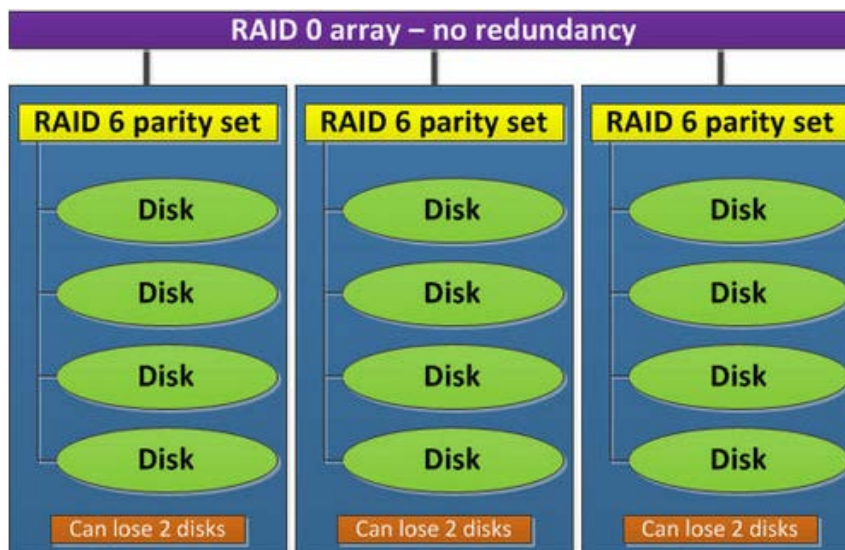 RAID 0 array – no redundancy
RAID 6 parity set
Disk
Disk
Disk
Disk
Can lose 2 disks
RAID 6 parity set
Disk
Disk
Disk
Disk
Can lose 2 disks
RAID 6 parity set
Disk
Disk
Disk
Disk
Can lose 2 disks